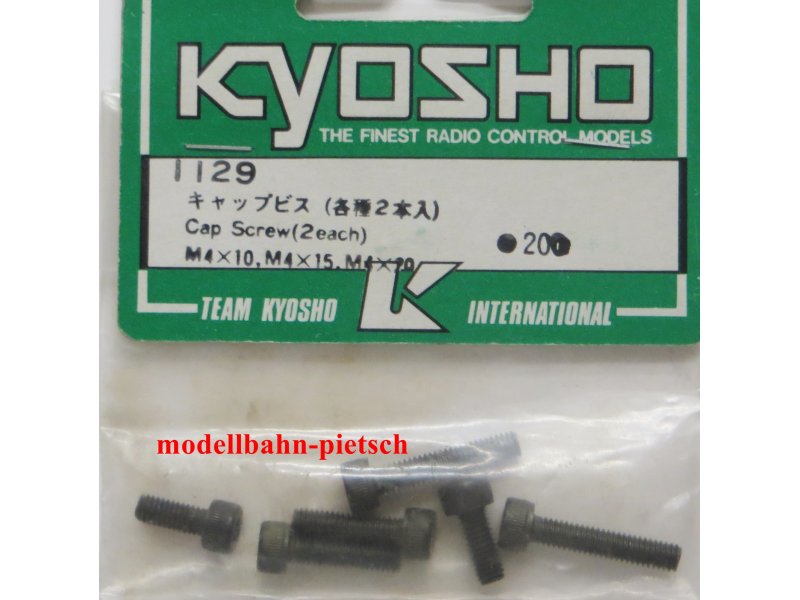 KYOSHO
THE FINEST RADIO CONTROL MODELS
1129
キャップビス (各種2本入)
Cap Screw(2each)
●200
M4×10, M4×15, M4×20
TEAM KYOSHO
INTERNATIONAL
modellbahn-pietsch